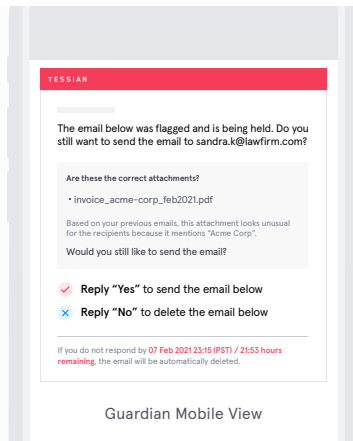 TESSIAN
The email below was flagged and is being held. Do you
still want to send the email to sandra.k@lawfirm.com?
Are these the correct attachments?
• invoice_acme-corp_feb2021.pdf
Based on your previous emails, this attachment looks unusual
for the recipients because it mentions “Acme Corp”.
Would you still like to send the email?
Reply “Yes” to send the email below
Reply “No” to delete the email below
If you do not respond by 07 Feb 2021 23:15 (PST) / 21:53 hours
remaining, the email will be automatically deleted.
Guardian Mobile View